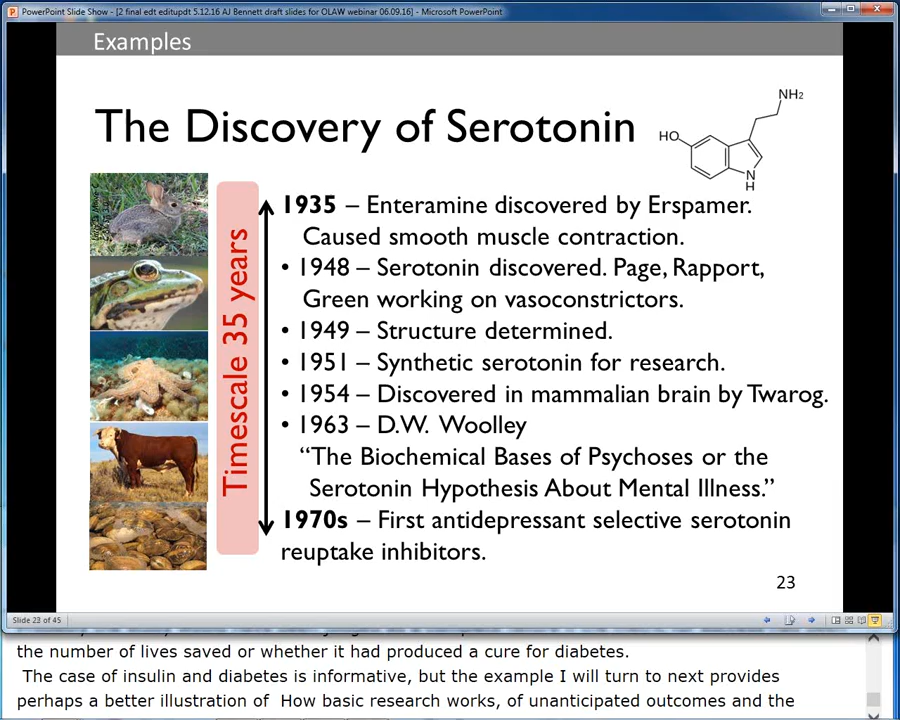 PowerPoint Slide Show - [2 final edt editupdt 5.12.16 AJ Bennett draft slides for OLAW webinar 06.09.16] - Microsoft PowerPoint
Examples
The Discovery of Serotonin
NH2
HO
N
H
Timescale 35 years
1935 – Enteramine discovered by Erspamer.
Caused smooth muscle contraction.
• 1948 – Serotonin discovered. Page, Rapport,
Green working on vasoconstrictors.
• 1949 – Structure determined.
• 1951 – Synthetic serotonin for research.
• 1954 – Discovered in mammalian brain by Twarog.
• 1963 – D.W. Woolley
“The Biochemical Bases of Psychoses or the
Serotonin Hypothesis About Mental Illness.”
1970s – First antidepressant selective serotonin
reuptake inhibitors.
23
Slide 23 of 45
the number of lives saved or whether it had produced a cure for diabetes.
The case of insulin and diabetes is informative, but the example I will turn to next provides
perhaps a better illustration of How basic research works, of unanticipated outcomes and the